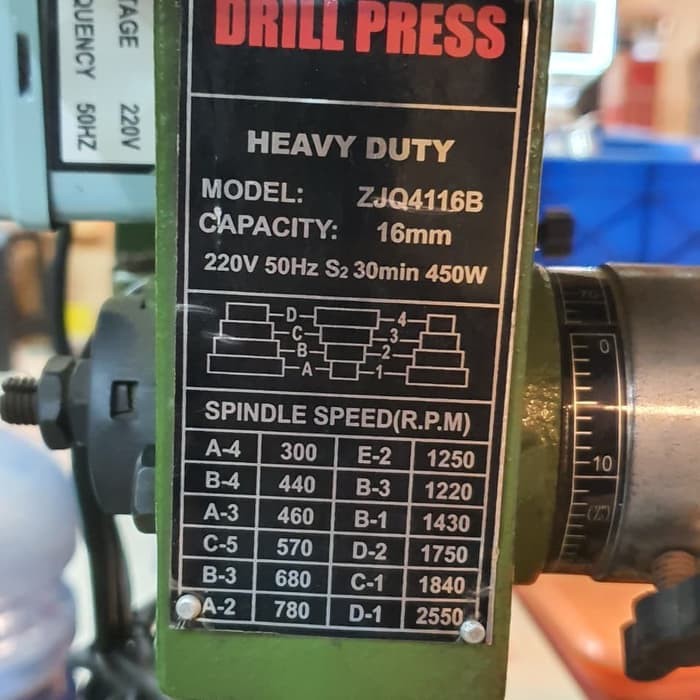 DRILL PRESS
HEAVY DUTY
MODEL: ZJQ4116B
CAPACITY: 16mm
220V 50Hz S2 30min 450W
D 4
C 3
B 2
A 1
SPINDLE SPEED(R.P.M)
A-4 300 E-2 1250
B-4 440 B-3 1220
A-3 460 B-1 1430
C-5 570 D-2 1750
B-3 680 C-1 1840
A-2 780 D-1 2550
TAGE 220V
QUENCY 50HZ
0
10